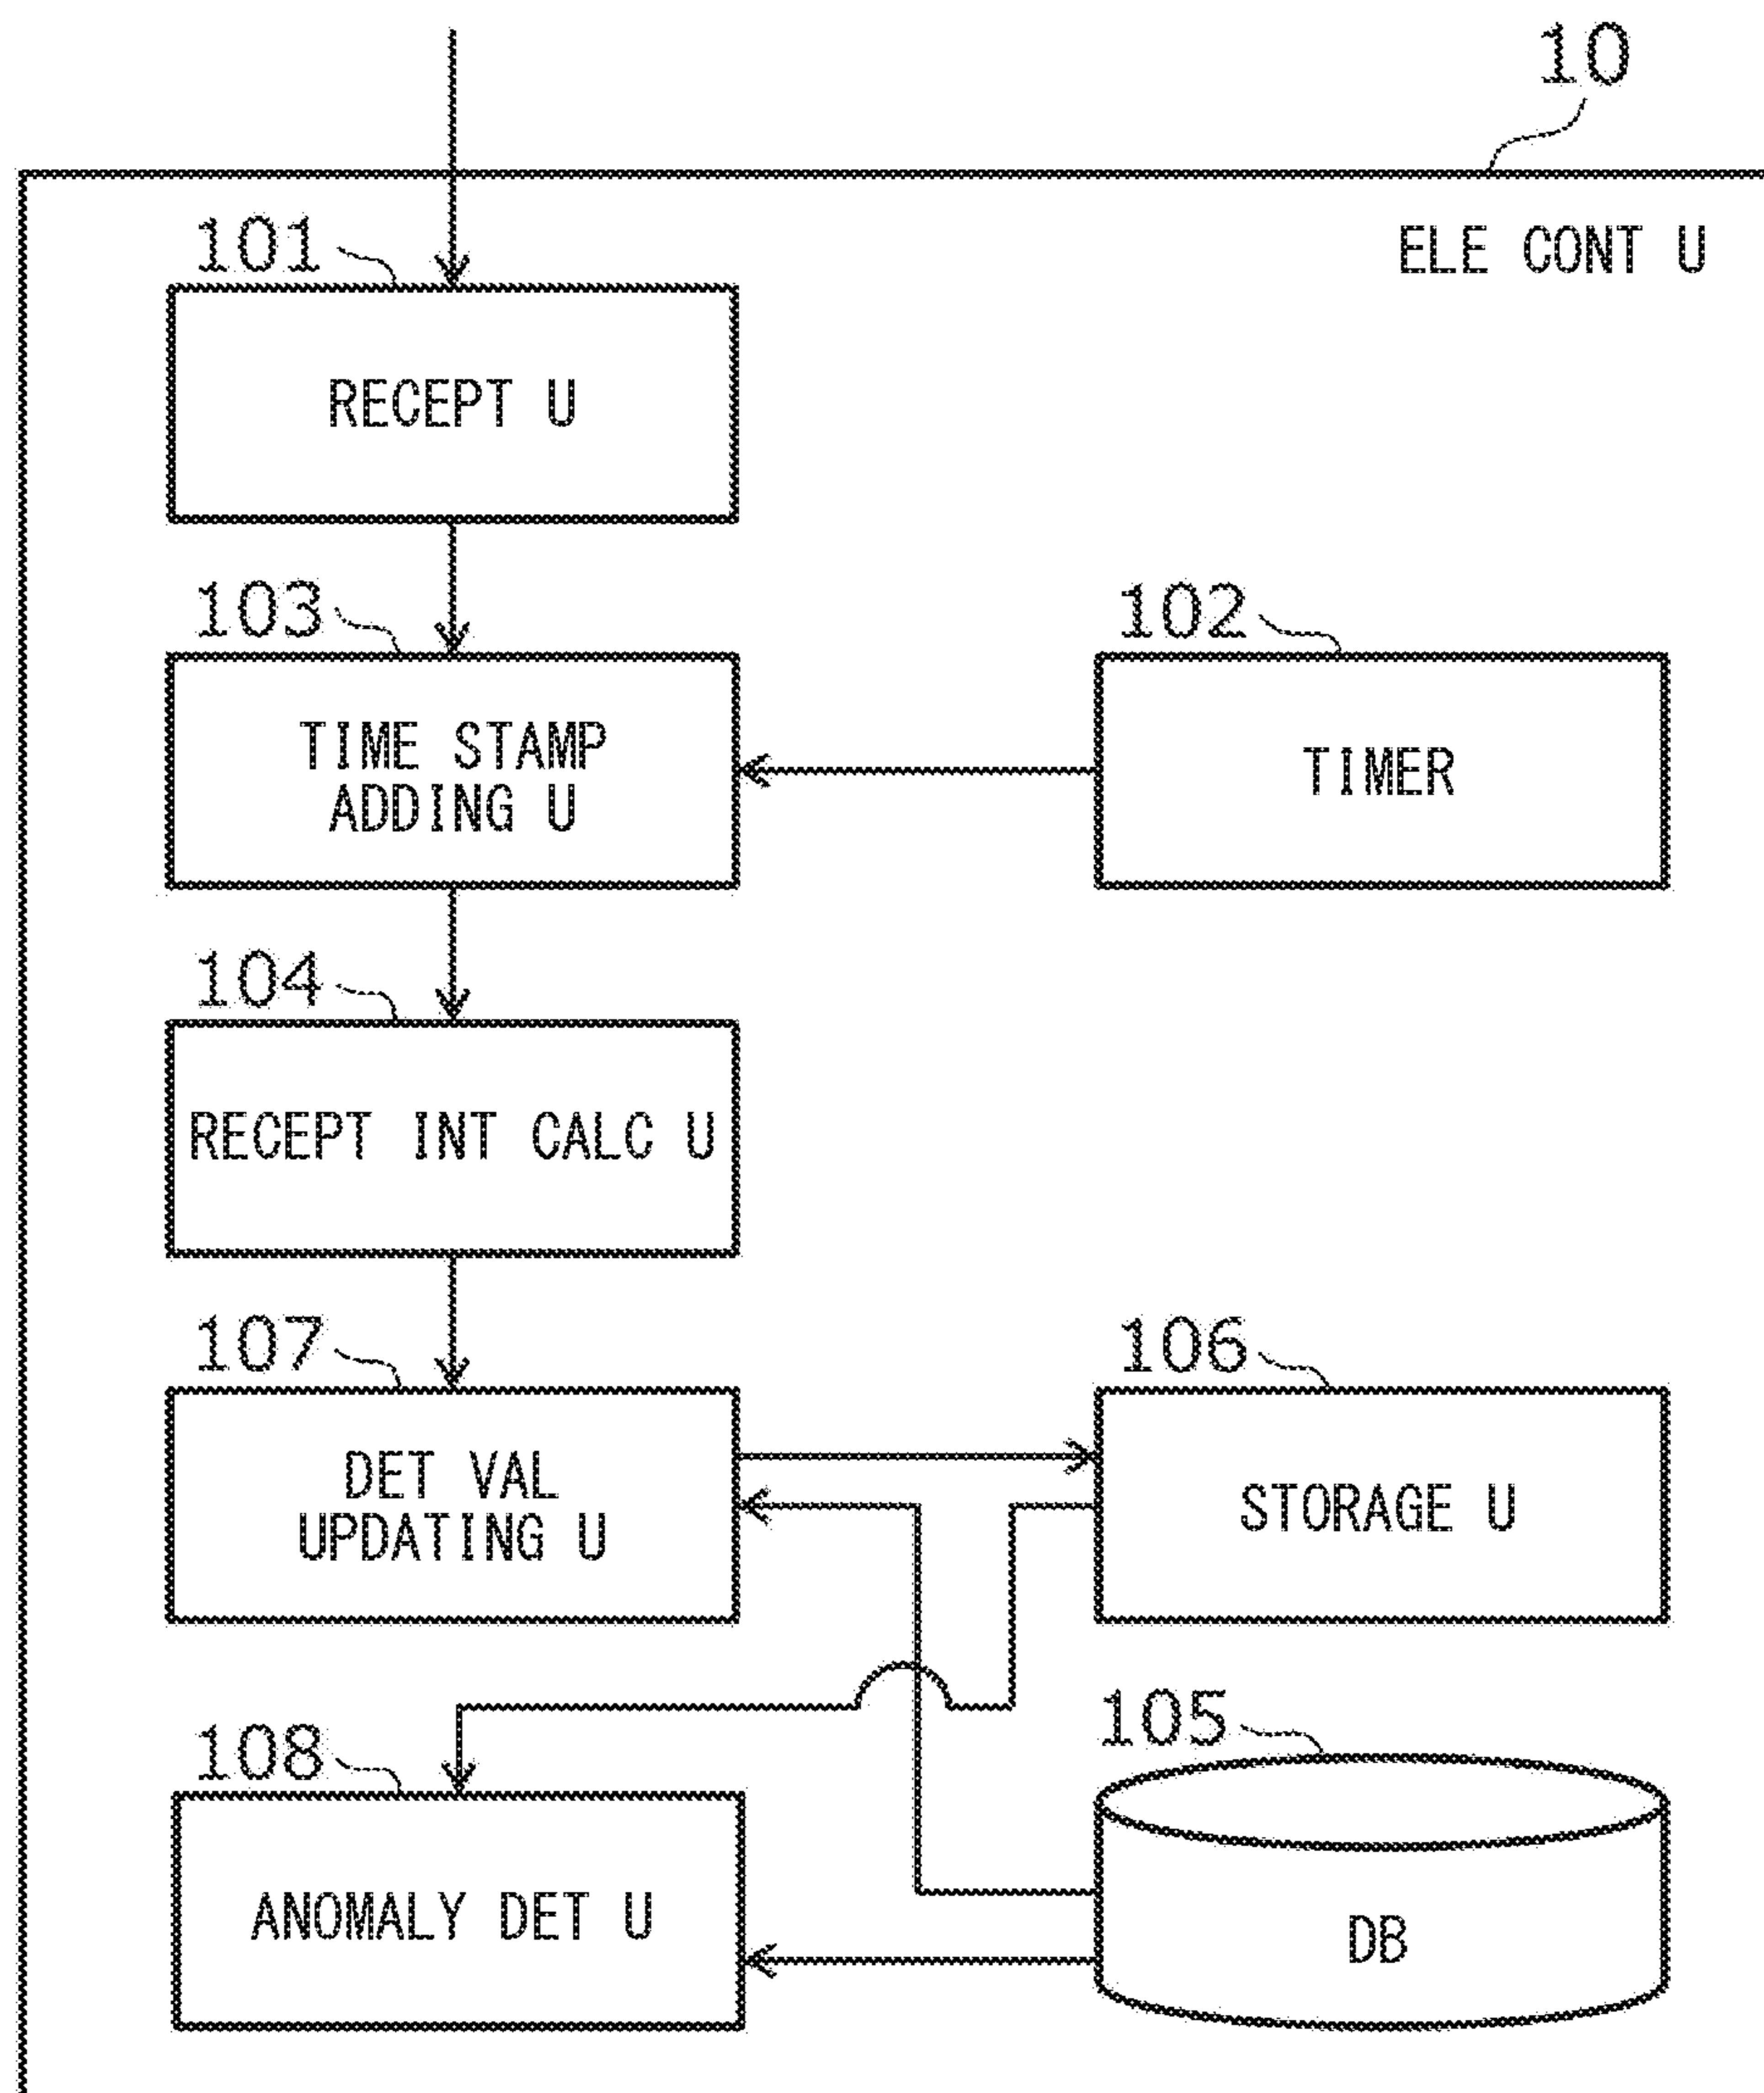 10
ELE CONT U
101
RECEPT U
103
102
TIME STAMP
ADDING U
TIMER
104
RECEPT INT CALC U
107
106
DET VAL
UPDATING U
STORAGE U
108
105
ANOMALY DET U
DB